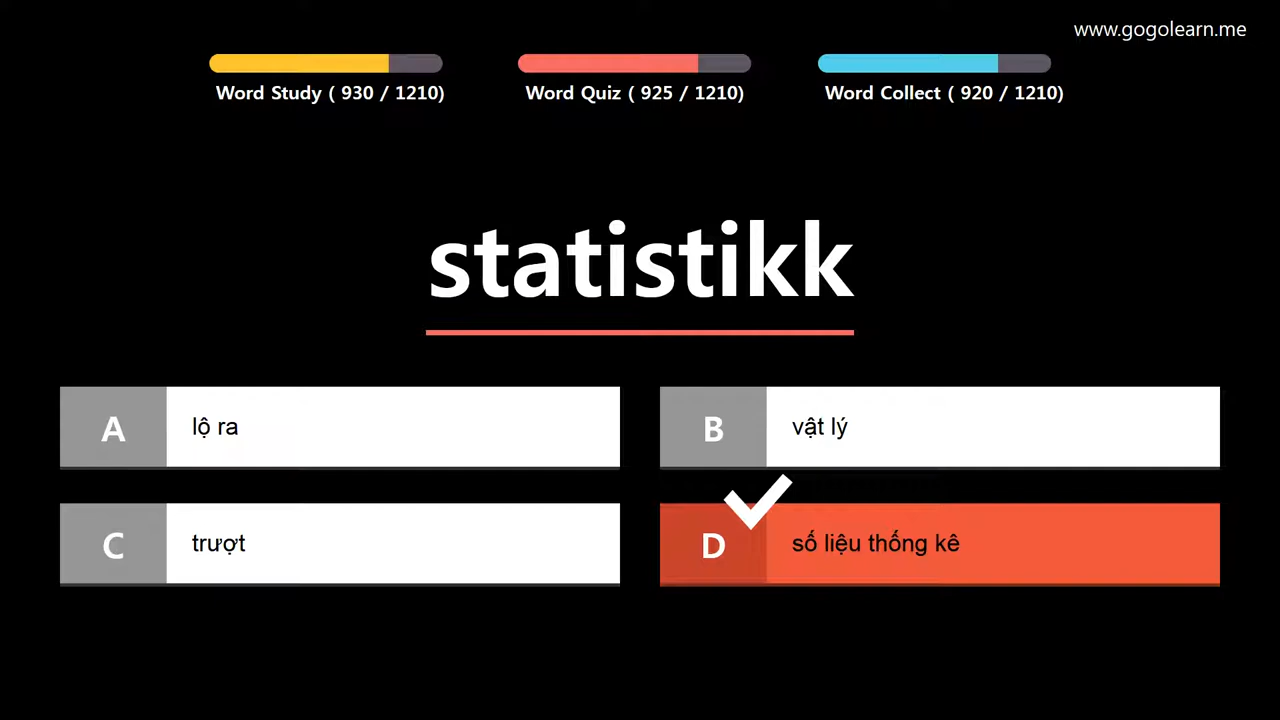 www.gogolearn.me
Word Study ( 930 / 1210)
Word Quiz ( 925 / 1210)
Word Collect ( 920 / 1210)
statistikk
A lộ ra
B vật lý
C trượt
D số liệu thống kê